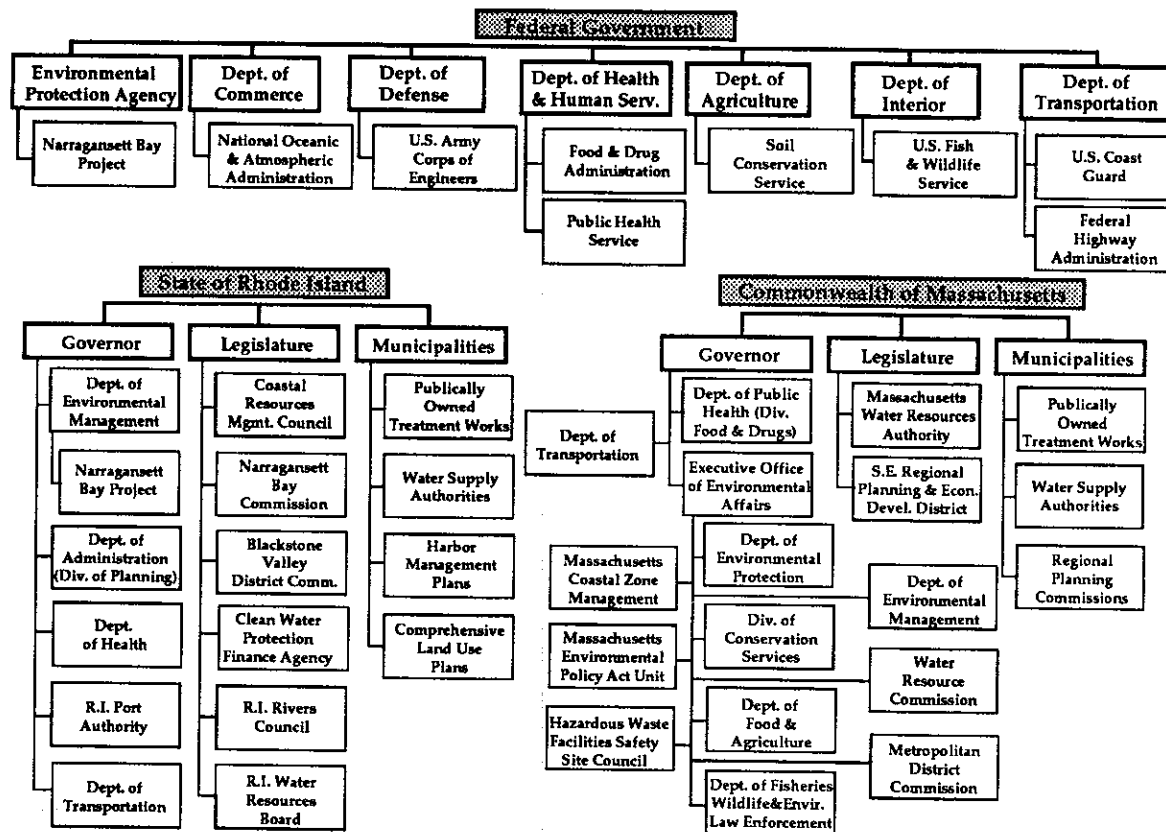 Federal Government
Environmental
Protection Agency
Narragansett Bay
Project
Dept. of
Commerce
National Oceanic
& Atmospheric
Administration
Dept. of
Defense
U.S. Army
Corps of
Engineers
Dept. of Health
& Human Serv.
Food & Drug
Administration
Public Health
Service
Dept. of
Agriculture
Soil
Conservation
Service
Dept. of
Interior
U.S. Fish
& Wildlife
Service
Dept. of
Transportation
U.S. Coast
Guard
Federal
Highway
Administration
State of Rhode Island
Governor
Dept. of
Environmental
Management
Narragansett
Bay Project
Dept. of
Administration
(Div. of Planning)
Dept.
of Health
R.I. Port
Authority
Dept. of
Transportation
Legislature
Coastal
Resources
Mgmt. Council
Narragansett
Bay
Commission
Blackstone
Valley
District Comm.
Clean Water
Protection
Finance Agency
R.I. Rivers
Council
R.I. Water
Resources
Board
Municipalities
Publically
Owned
Treatment Works
Water Supply
Authorities
Harbor
Management
Plans
Comprehensive
Land Use
Plans
Commonwealth of Massachusetts
Governor
Dept. of Public
Health (Div.
Food & Drugs)
Dept. of
Transportation
Executive Office
of Environmental
Affairs
Dept. of
Environmental
Protection
Massachusetts
Coastal Zone
Management
Dept. of
Environmental
Management
Div. of
Conservation
Services
Massachusetts
Environmental
Policy Act Unit
Water
Resource
Commission
Dept. of
Food &
Agriculture
Hazardous Waste
Facilities Safety
Site Council
Metropolitan
District
Commission
Dept. of Fisheries
Wildlife&Envir.
Law Enforcement
Legislature
Massachusetts
Water Resources
Authority
S.E. Regional
Planning & Econ.
Devel. District
Municipalities
Publically
Owned
Treatment Works
Water Supply
Authorities
Regional
Planning
Commissions